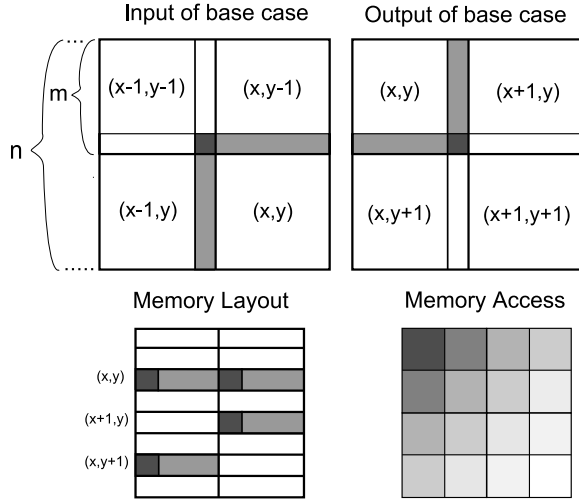 Input of base case
Output of base case
m
n
(x-1,y-1)
(x,y-1)
(x-1,y)
(x,y)
(x,y)
(x+1,y)
(x,y+1)
(x+1,y+1)
Memory Layout
Memory Access
(x,y)
(x+1,y)
(x,y+1)